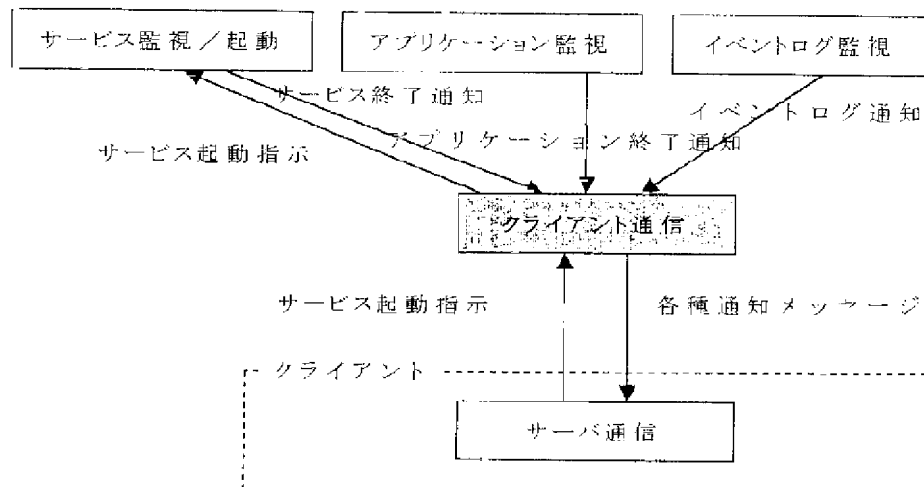 サービス監視／起動
アプリケーション監視
イベントログ監視
サービス終了通知
イベントログ通知
アプリケーション終了通知
サービス起動指示
クライアント通信
サービス起動指示
各種通知メッセージ
クライアント
サーバ通信